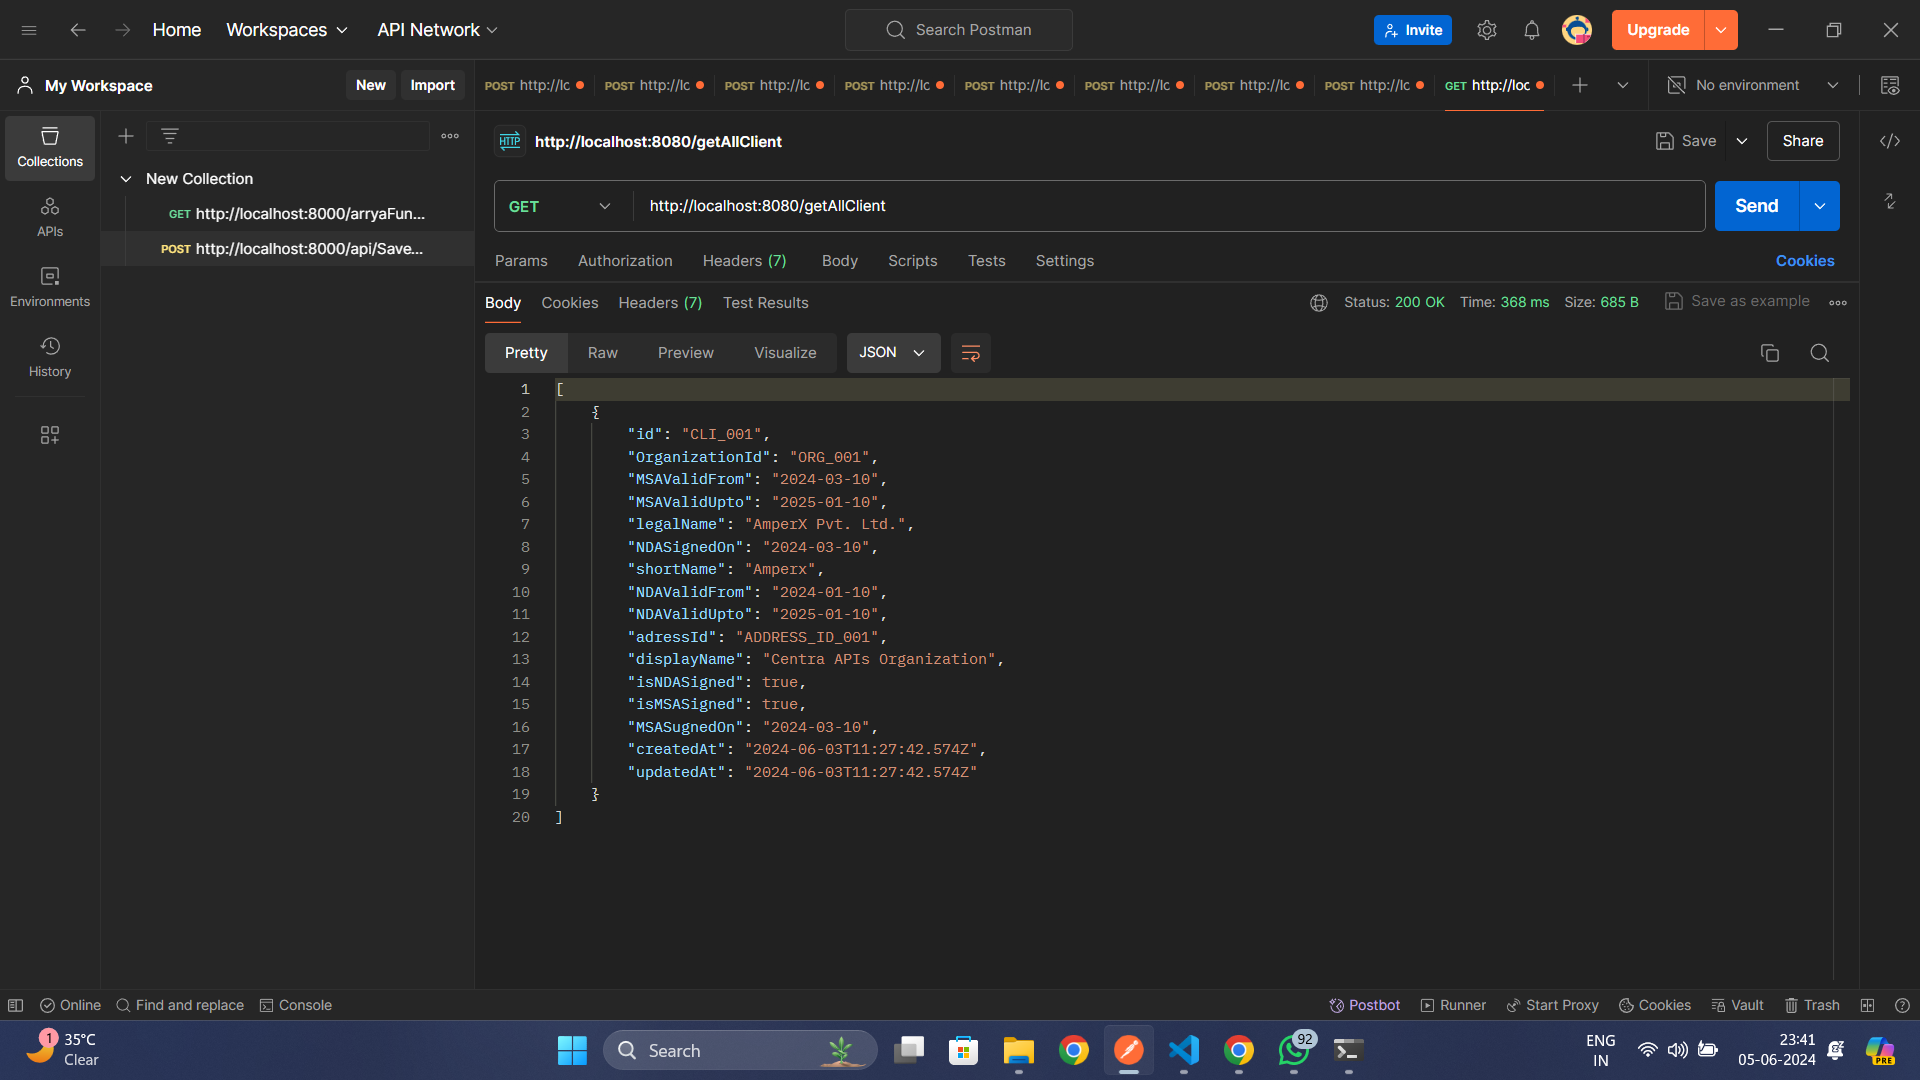 Home Workspaces API Network Search Postman Invite Upgrade
My Workspace New Import POST http://lc POST http://lc POST http://lc POST http://lc POST http://lc POST http://lc POST http://lc POST http://lc GET http://loc No environment
Collections
APIs
Environments
History
New Collection
GET http://localhost:8000/arryaFun...
POST http://localhost:8000/api/Save...
HTTP http://localhost:8080/getAllClient Save Share
GET http://localhost:8080/getAllClient Send
Params Authorization Headers (7) Body Scripts Tests Settings Cookies
Body Cookies Headers (7) Test Results Status: 200 OK Time: 368 ms Size: 685 B Save as example
Pretty Raw Preview Visualize JSON
1 [
2 {
3 "id": "CLI_001",
4 "OrganizationId": "ORG_001",
5 "MSAValidFrom": "2024-03-10",
6 "MSAValidUpto": "2025-01-10",
7 "legalName": "AmperX Pvt. Ltd.",
8 "NDASignedOn": "2024-03-10",
9 "shortName": "Amperx",
10 "NDAValidFrom": "2024-01-10",
11 "NDAValidUpto": "2025-01-10",
12 "adressId": "ADDRESS_ID_001",
13 "displayName": "Centra APIs Organization",
14 "isNDASigned": true,
15 "isMSASigned": true,
16 "MSASugnedOn": "2024-03-10",
17 "createdAt": "2024-06-03T11:27:42.574Z",
18 "updatedAt": "2024-06-03T11:27:42.574Z"
19 }
20 ]
Online Find and replace Console Postbot Runner Start Proxy Cookies Vault Trash
1 35°C
Clear
Search
92
ENG
IN
23:41
05-06-2024
PRE